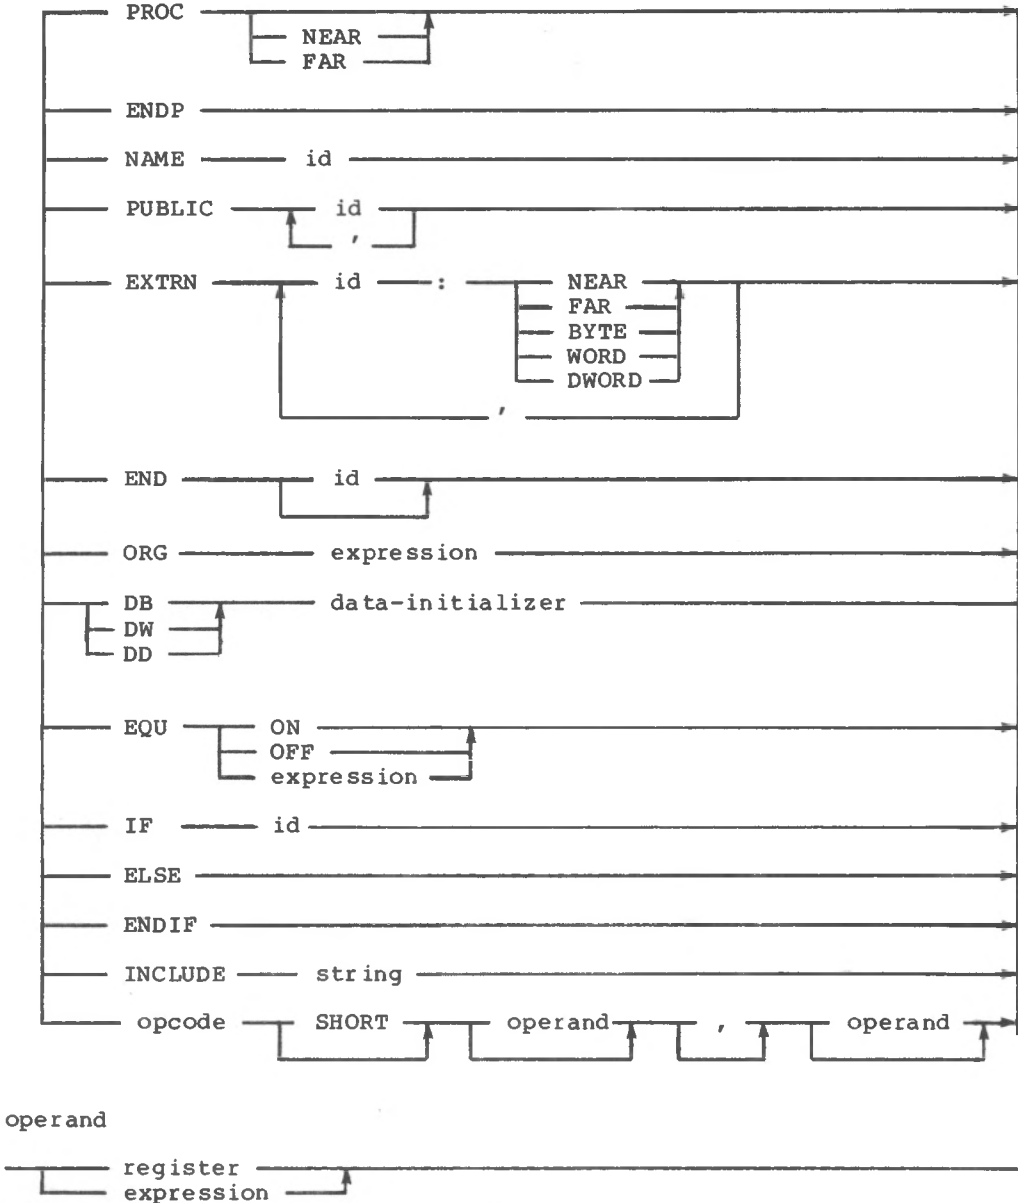 PROC
NEAR
FAR
ENDP
NAME id
PUBLIC id
,
EXTRN id : NEAR
FAR
BYTE
WORD
DWORD
,
END id
ORG expression
DB data-initializer
DW
DD
EQU ON
OFF
expression
IF id
ELSE
ENDIF
INCLUDE string
opcode SHORT operand , operand
operand
register
expression